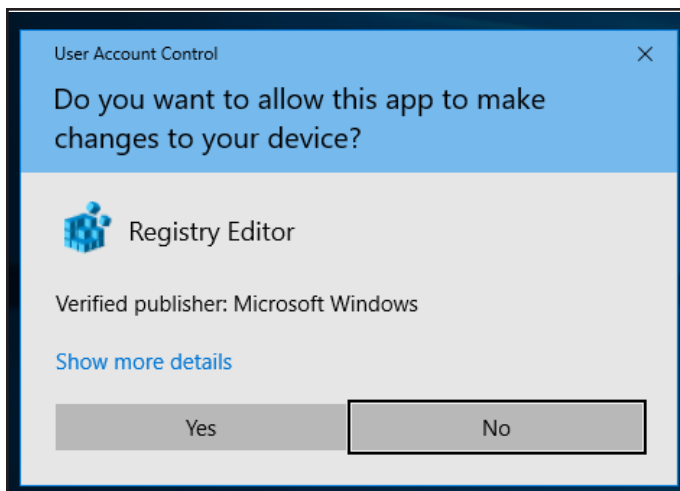 User Account Control
Do you want to allow this app to make
changes to your device?
Registry Editor
Verified publisher: Microsoft Windows
Show more details
Yes
No